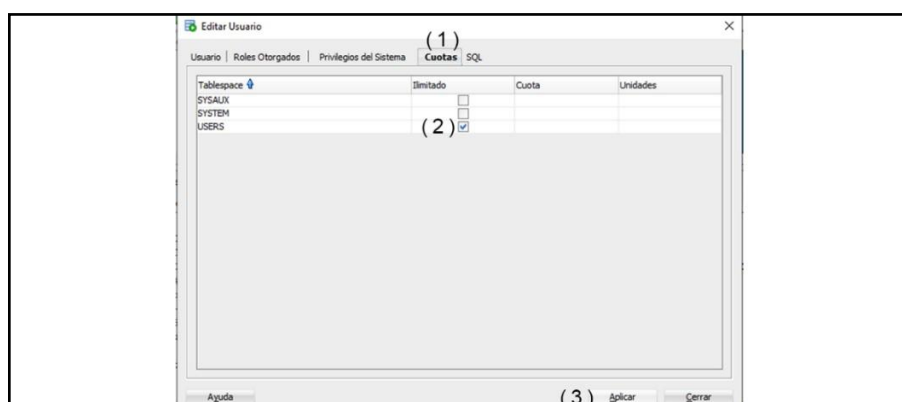 Editar Usuario
( 1 )
Usuario Roles Otorgados Privilegios del Sistema Cuotas SQL
Tablespace Ilimitado Cuota Unidades
SYSAUX
SYSTEM
USERS ( 2 )
Ayuda ( 3 ) Aplicar Cerrar